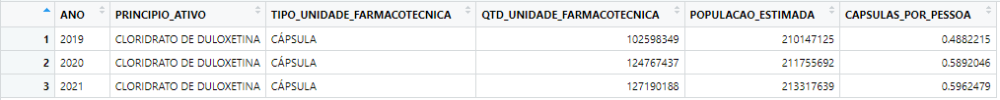 ANO PRINCIPIO_ATIVO TIPO_UNIDADE_FARMACOTECNICA QTD_UNIDADE_FARMACOTECNICA POPULACAO_ESTIMADA CAPSULAS_POR_PESSOA
1 2019 CLORIDRATO DE DULOXETINA CÁPSULA 102598349 210147125 0.4882215
2 2020 CLORIDRATO DE DULOXETINA CÁPSULA 124767437 211755692 0.5892046
3 2021 CLORIDRATO DE DULOXETINA CÁPSULA 127190188 213317639 0.5962479